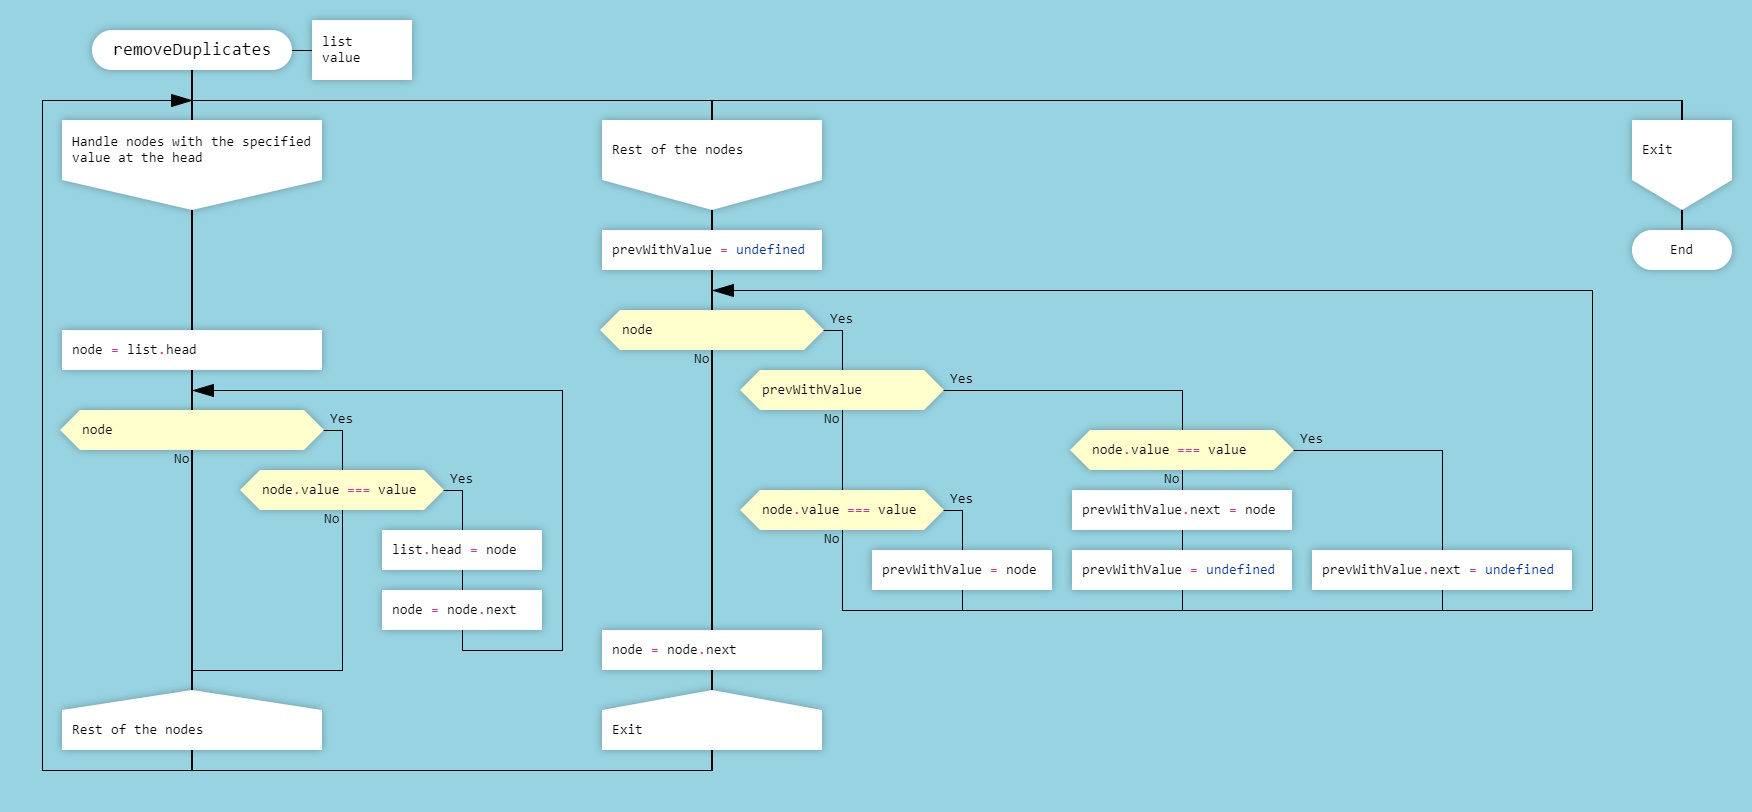 removeDuplicates
list
value
Handle nodes with the specified
value at the head
node = list.head
node
Yes
No
node.value === value
Yes
No
list.head = node
node = node.next
Rest of the nodes
Rest of the nodes
prevWithValue = undefined
node
Yes
No
prevWithValue
Yes
No
node.value === value
Yes
No
prevWithValue.next = node
node.value === value
Yes
No
prevWithValue = node
prevWithValue = undefined
prevWithValue.next = undefined
node = node.next
Exit
Exit
End